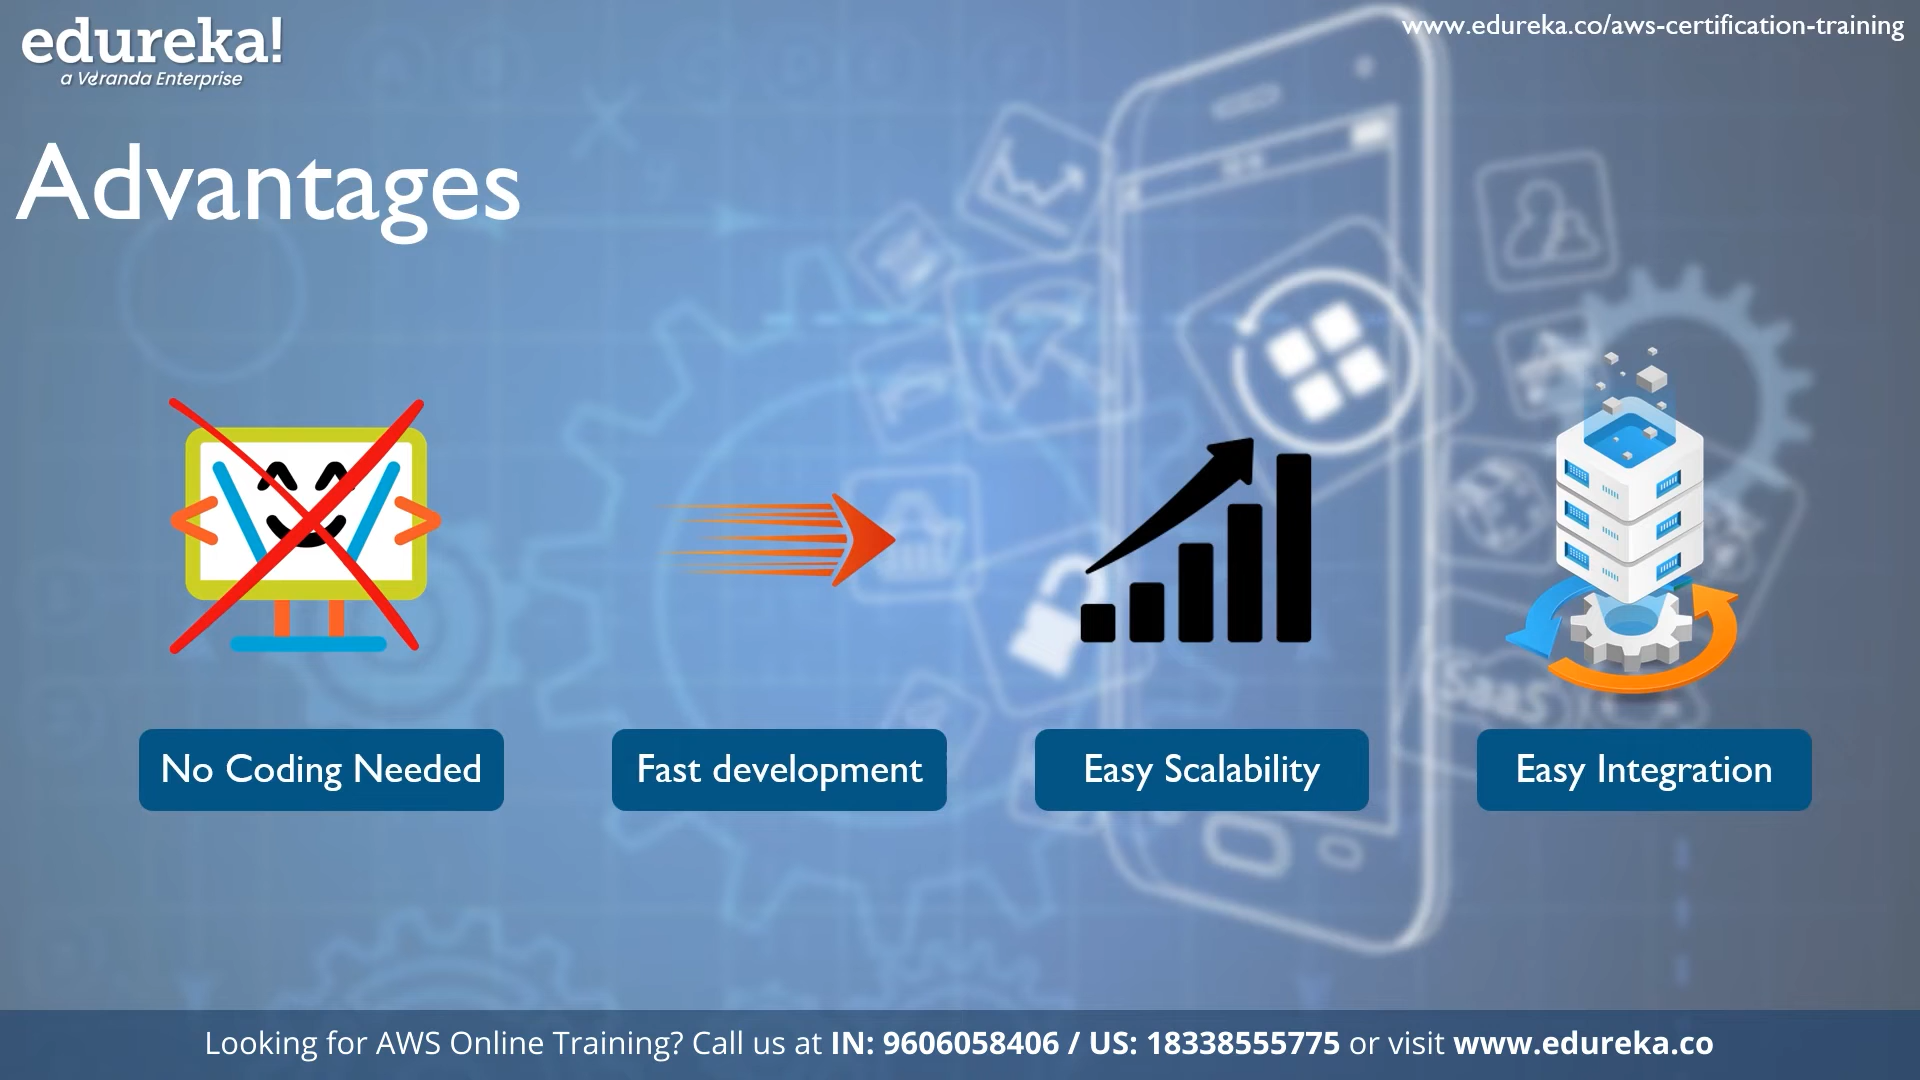 edureka!
a Veranda Enterprise
www.edureka.co/aws-certification-training
Advantages
SaaS
No Coding Needed
Fast development
Easy Scalability
Easy Integration
Looking for AWS Online Training? Call us at IN: 9606058406 / US: 18338555775 or visit www.edureka.co